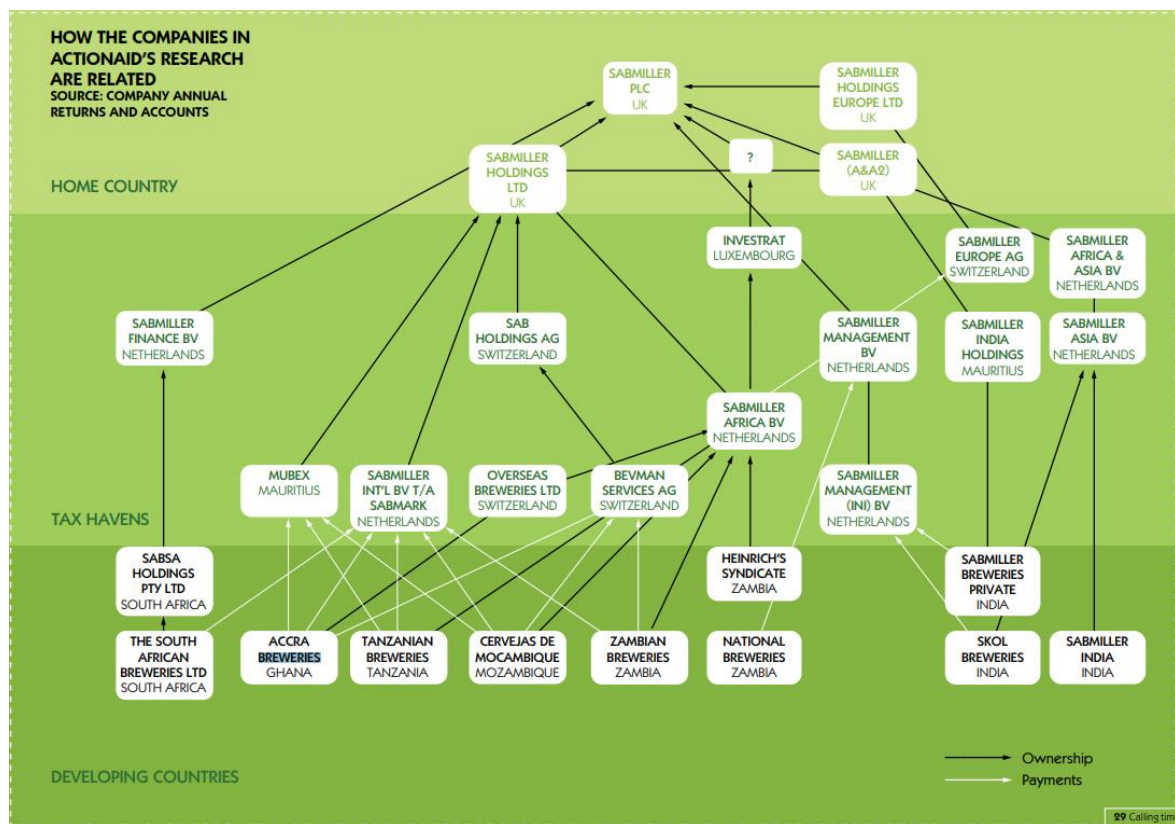 HOW THE COMPANIES IN
ACTIONAID'S RESEARCH
ARE RELATED
SOURCE: COMPANY ANNUAL
RETURNS AND ACCOUNTS
SABMILLER
PLC
UK
SABMILLER
HOLDINGS
EUROPE LTD
UK
HOME COUNTRY
SABMILLER
HOLDINGS
LTD
UK
?
SABMILLER
(A&A2)
UK
INVESTRAT
LUXEMBOURG
SABMILLER
EUROPE AG
SWITZERLAND
SABMILLER
AFRICA &
ASIA BV
NETHERLANDS
SABMILLER
FINANCE BV
NETHERLANDS
SAB
HOLDINGS AG
SWITZERLAND
SABMILLER
MANAGEMENT
BV
NETHERLANDS
SABMILLER
INDIA
HOLDINGS
MAURITIUS
SABMILLER
ASIA BV
NETHERLANDS
SABMILLER
AFRICA BV
NETHERLANDS
MUBEX
MAURITIUS
SABMILLER
INT'L BV T/A
SABMARK
NETHERLANDS
OVERSEAS
BREWERIES LTD
SWITZERLAND
BEVMAN
SERVICES AG
SWITZERLAND
SABMILLER
MANAGEMENT
(INI) BV
NETHERLANDS
TAX HAVENS
SABSA
HOLDINGS
PTY LTD
SOUTH AFRICA
HEINRICH'S
SYNDICATE
ZAMBIA
SABMILLER
BREWERIES
PRIVATE
INDIA
THE SOUTH
AFRICAN
BREWERIES LTD
SOUTH AFRICA
ACCRA
BREWERIES
GHANA
TANZANIAN
BREWERIES
TANZANIA
CERVEJAS DE
MOCAMBIQUE
MOZAMBIQUE
ZAMBIAN
BREWERIES
ZAMBIA
NATIONAL
BREWERIES
ZAMBIA
SKOL
BREWERIES
INDIA
SABMILLER
INDIA
INDIA
DEVELOPING COUNTRIES
Ownership
Payments
29 Calling tim